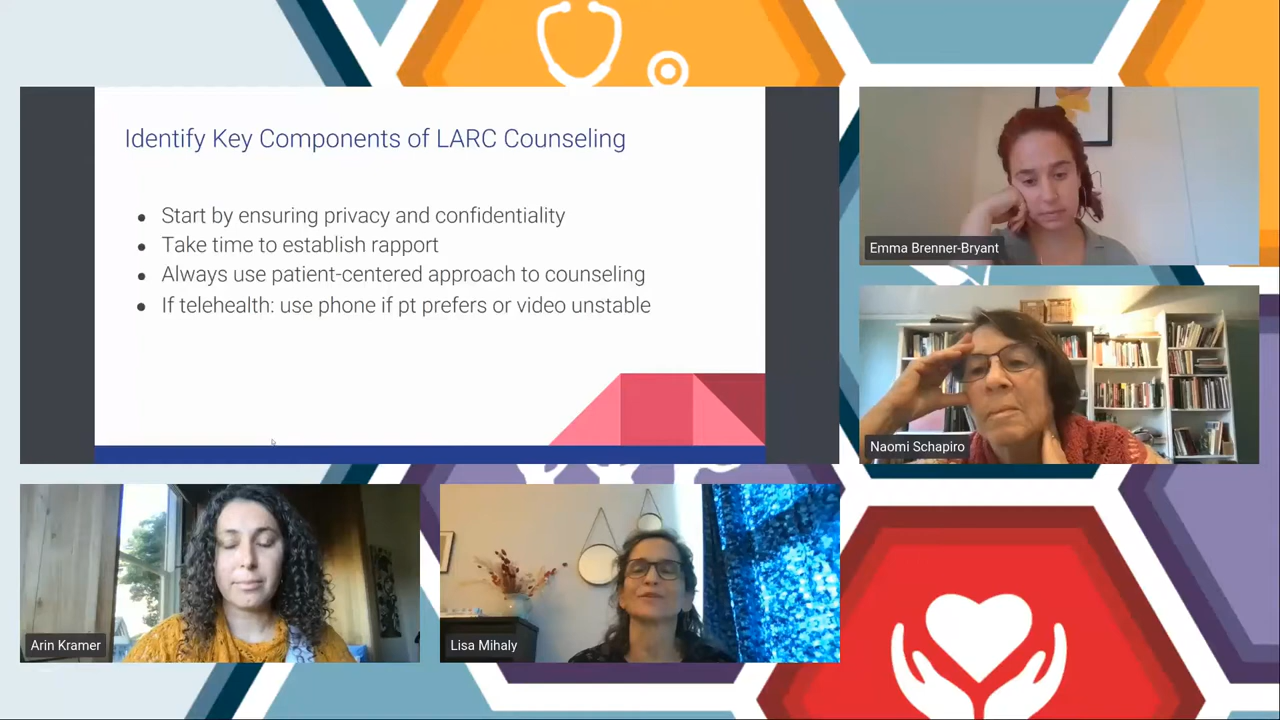 Identify Key Components of LARC Counseling
● Start by ensuring privacy and confidentiality
● Take time to establish rapport
● Always use patient-centered approach to counseling
● If telehealth: use phone if pt prefers or video unstable
Emma Brenner-Bryant
Naomi Schapiro
Arin Kramer
Lisa Mihaly